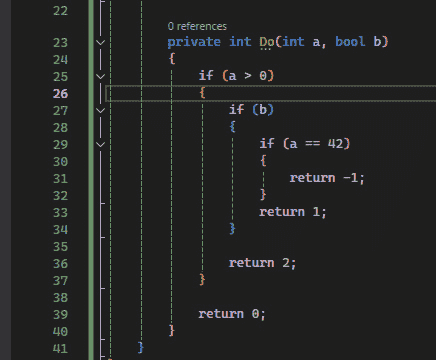 22
0 references
23 private int Do(int a, bool b)
24 {
25 if (a > 0)
26 {
27 if (b)
28 {
29 if (a == 42)
30 {
31 return -1;
32 }
33 return 1;
34 }
35
36 return 2;
37 }
38
39 return 0;
40 }
41 }